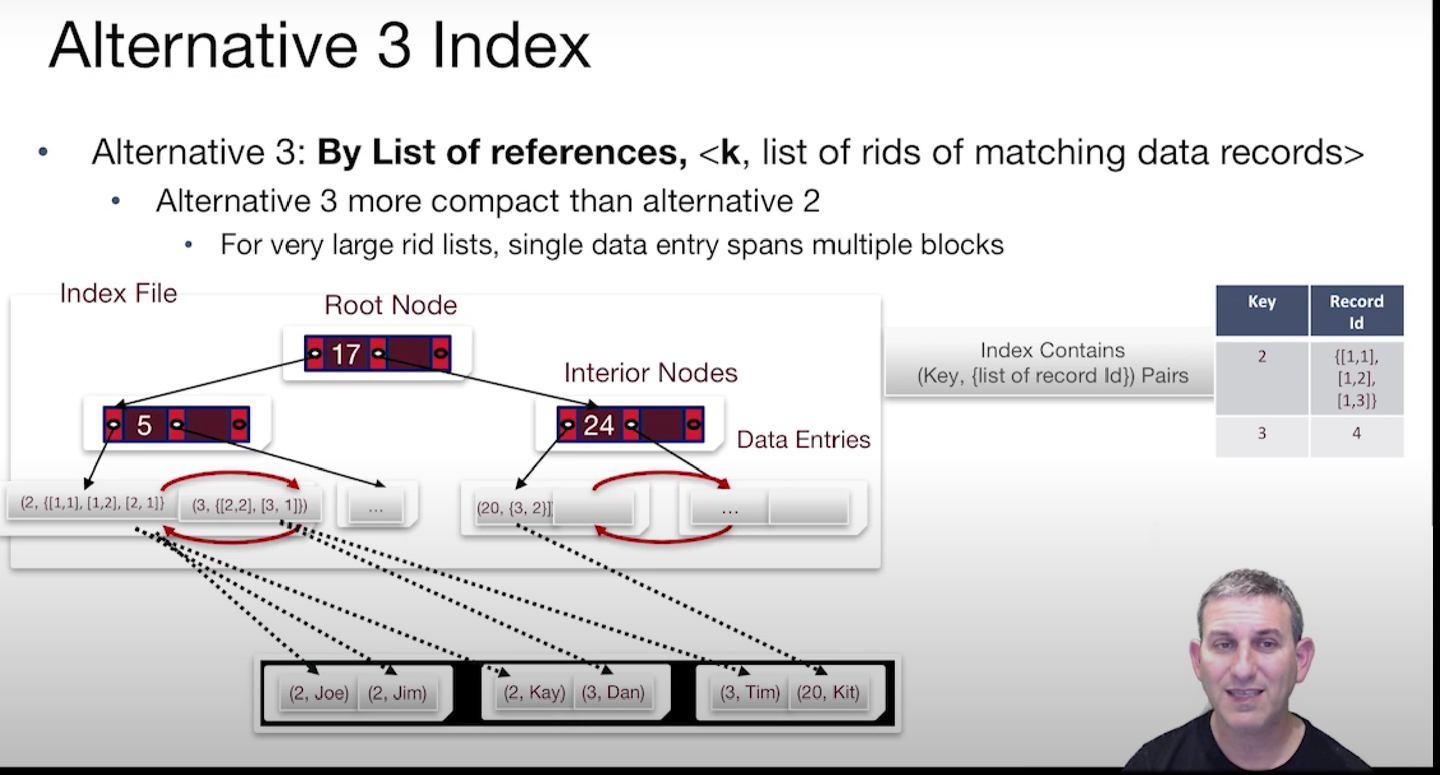 Alternative 3 Index
• Alternative 3: By List of references, <k, list of rids of matching data records>
• Alternative 3 more compact than alternative 2
• For very large rid lists, single data entry spans multiple blocks
Index File
Root Node
17
Interior Nodes
5
24
Data Entries
(2, {[1,1], [1,2], [2, 1]}
(3, {[2,2], [3, 1]})
...
(20, {3, 2}]
...
Index Contains
(Key, {list of record Id}) Pairs
Key
Record
Id
2
{[1,1],
[1,2],
[1,3]}
3
4
(2, Joe)
(2, Jim)
(2, Kay)
(3, Dan)
(3, Tim)
(20, Kit)